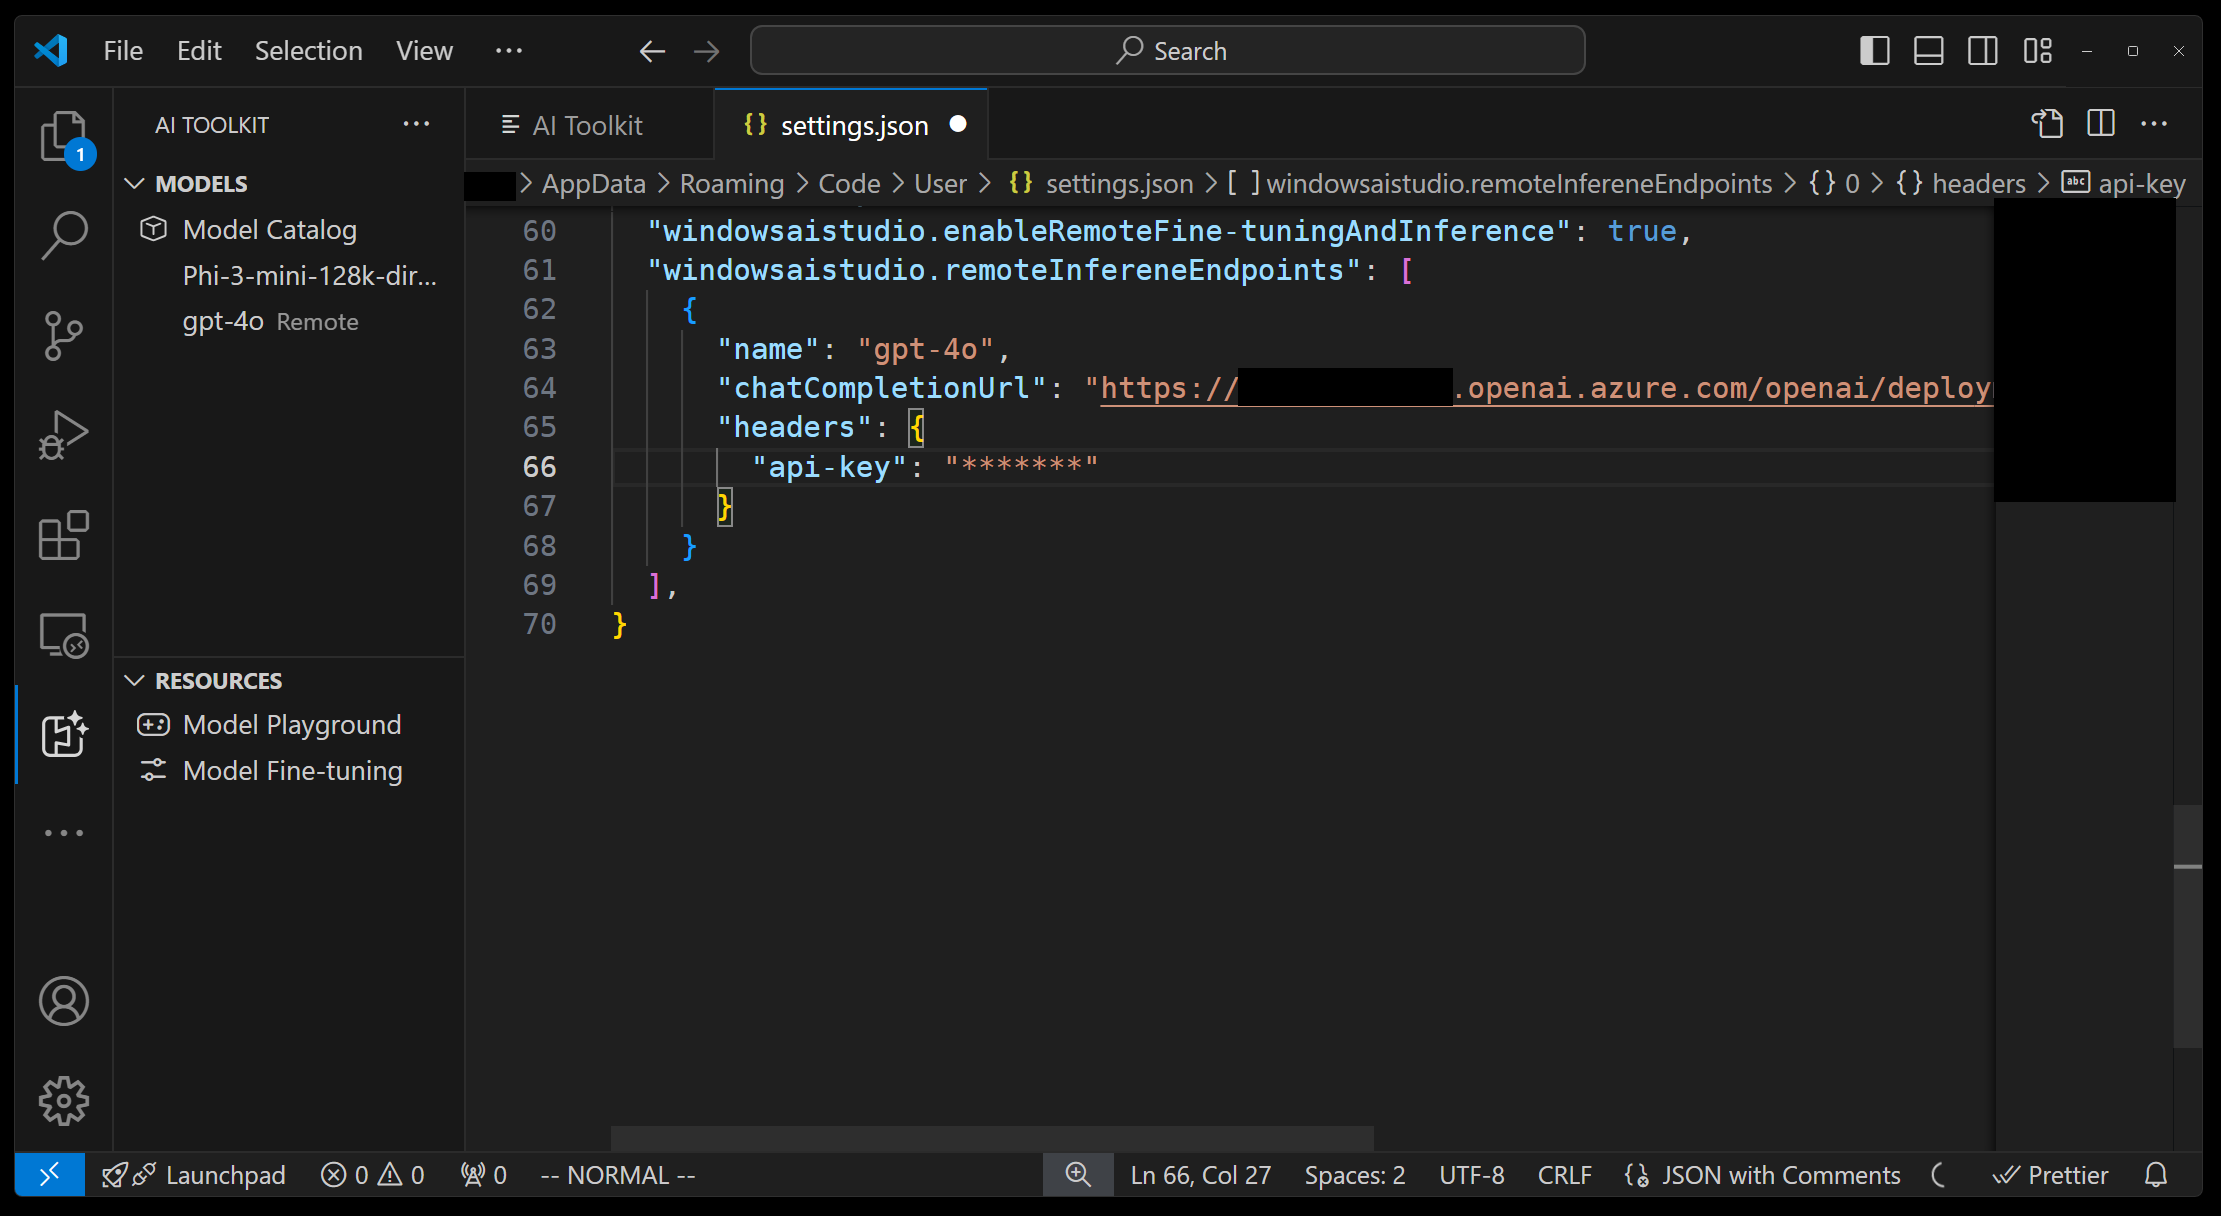 File Edit Selection View ··· Search
AI TOOLKIT ···
MODELS
Model Catalog
Phi-3-mini-128k-dir...
gpt-4o Remote
RESOURCES
Model Playground
Model Fine-tuning
1
AI Toolkit {} settings.json
> AppData > Roaming > Code > User > {} settings.json > [ ] windowsaistudio.remoteInfereneEndpoints > {} 0 > {} headers > abc api-key
60 "windowsaistudio.enableRemoteFine-tuningAndInference": true,
61 "windowsaistudio.remoteInfereneEndpoints": [
62 {
63 "name": "gpt-4o",
64 "chatCompletionUrl": "https:// .openai.azure.com/openai/deploy
65 "headers": {
66 "api-key": "*******"
67 }
68 }
69 ],
70 }
Launchpad 0 0 0 -- NORMAL -- Ln 66, Col 27 Spaces: 2 UTF-8 CRLF {} JSON with Comments Prettier